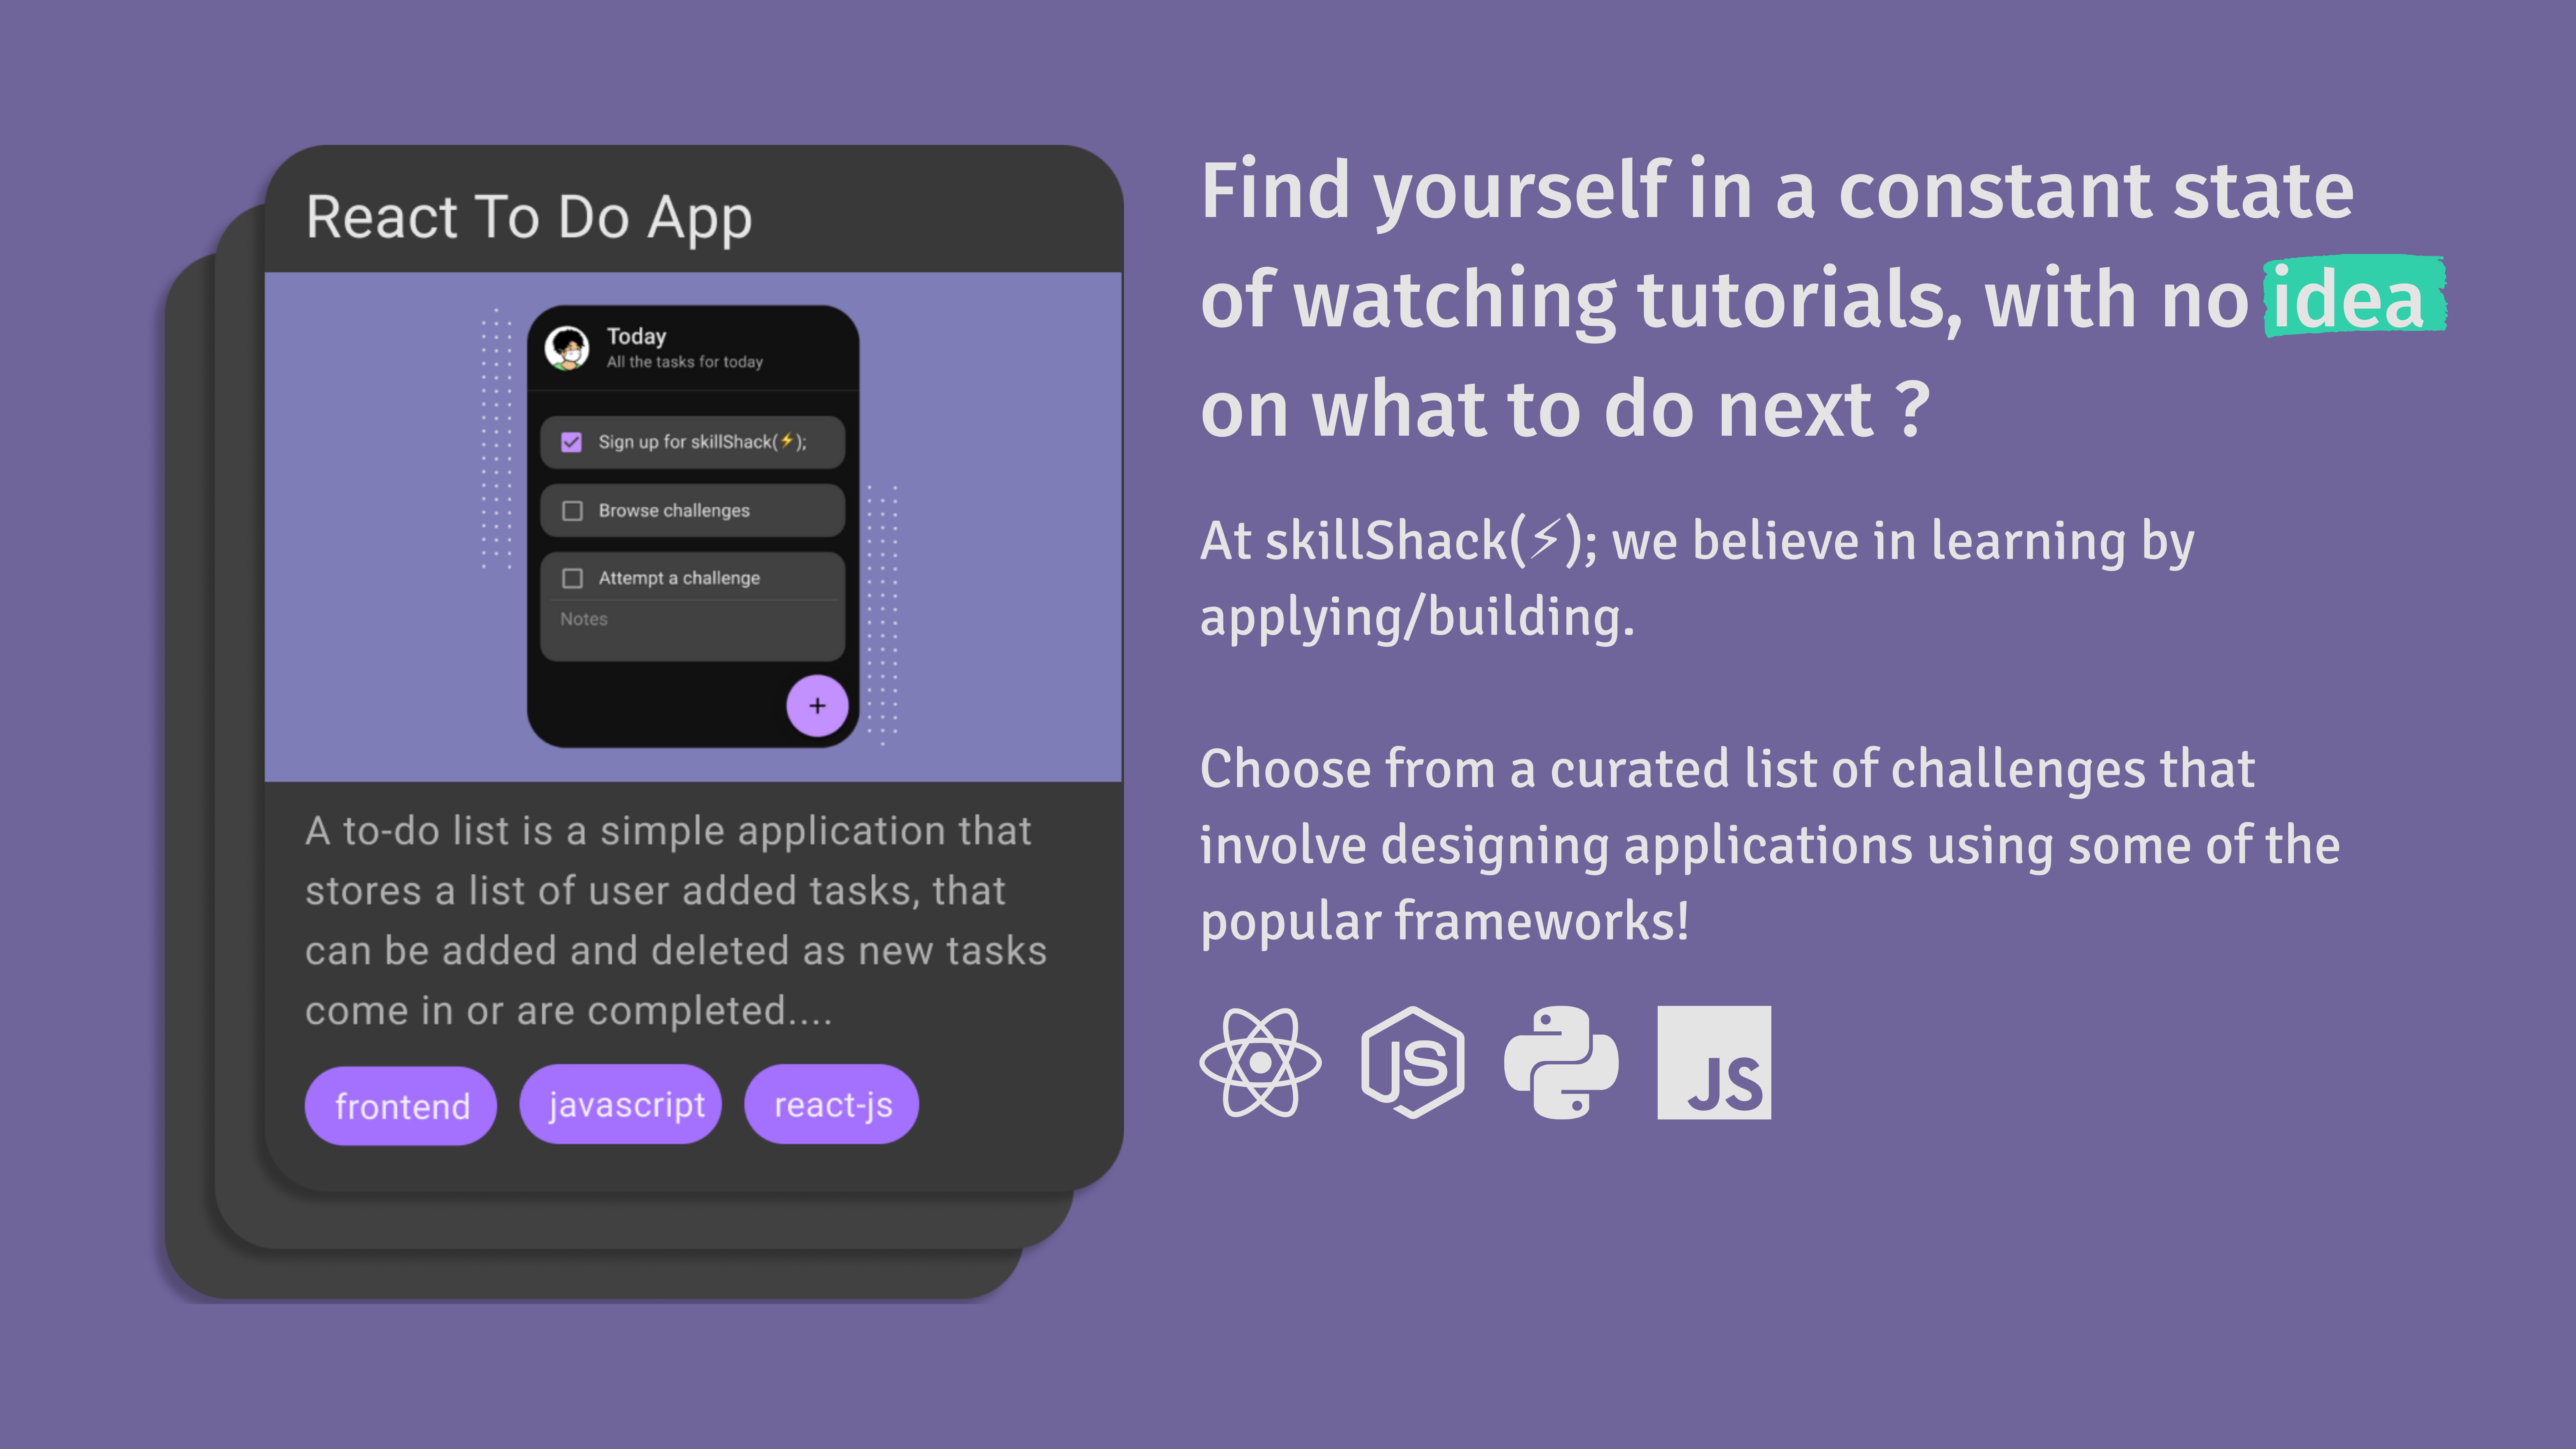 React To Do App
Today
All the tasks for today
Sign up for skillShack(⚡);
Browse challenges
Attempt a challenge
Notes
+
A to-do list is a simple application that
stores a list of user added tasks, that
can be added and deleted as new tasks
come in or are completed....
frontend
javascript
react-js
Find yourself in a constant state
of watching tutorials, with no idea
on what to do next ?
At skillShack(⚡); we believe in learning by
applying/building.
Choose from a curated list of challenges that
involve designing applications using some of the
popular frameworks!
JS
JS